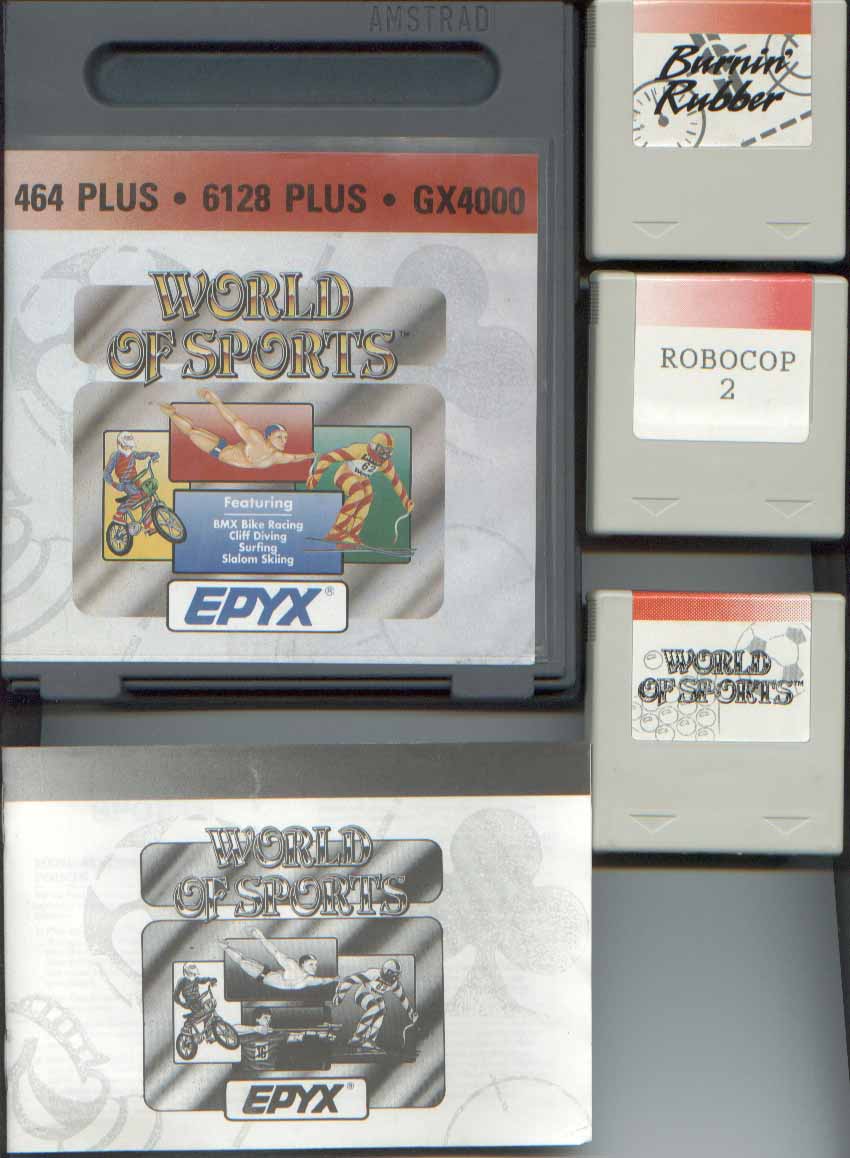 AMSTRAD
464 PLUS • 6128 PLUS • GX4000
WORLD
OF SPORTS™
62
Featuring
BMX Bike Racing
Cliff Diving
Surfing
Slalom Skiing
EPYX®
Burnin'
Rubber
ROBOCOP
2
WORLD
OF SPORTS™
WORLD
OF SPORTS
EPYX®